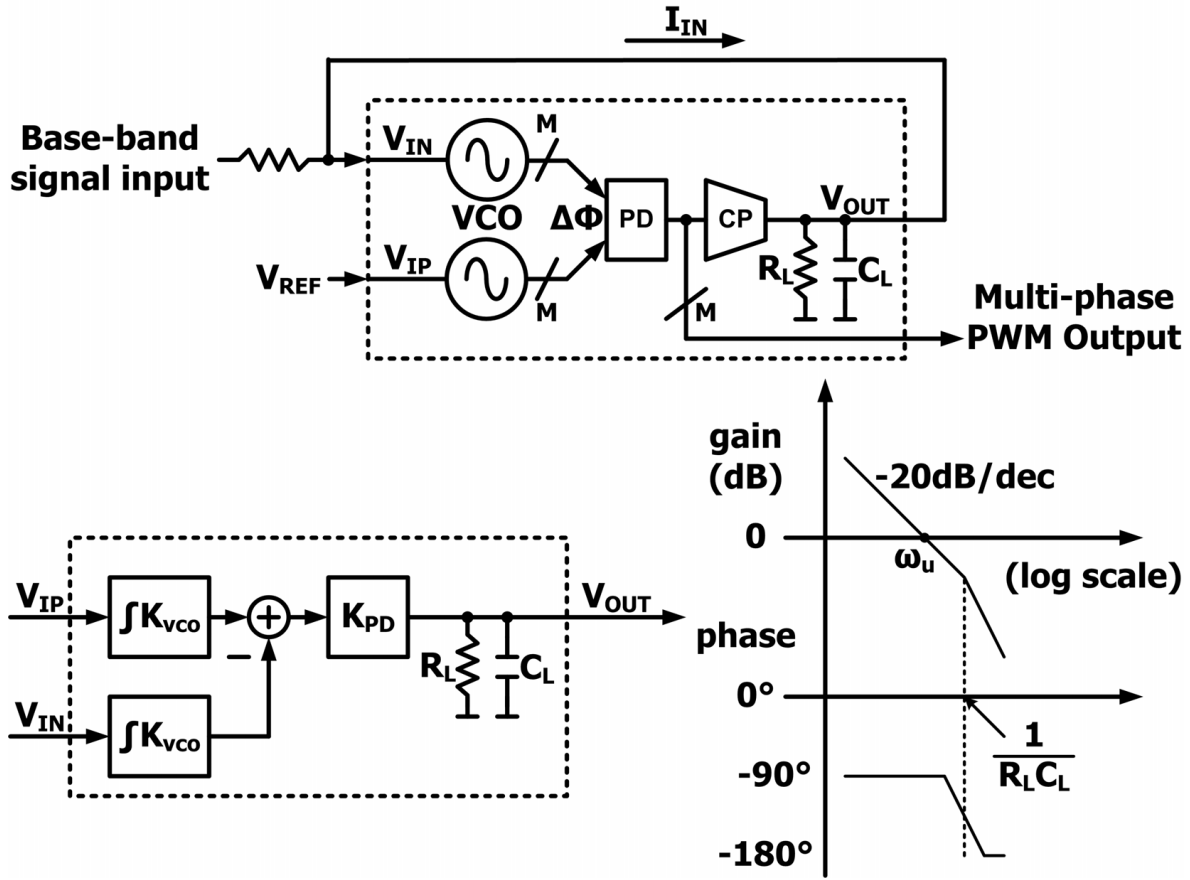 I_IN
Base-band
signal input
V_IN
M
VCO
ΔΦ
PD
CP
V_OUT
V_REF
V_IP
M
R_L
C_L
M
Multi-phase
PWM Output
gain
(dB)
-20dB/dec
0
ω_u
(log scale)
V_IP
∫K_VCO
+
−
K_PD
V_OUT
R_L
C_L
V_IN
∫K_VCO
phase
0°
1
R_LC_L
-90°
-180°